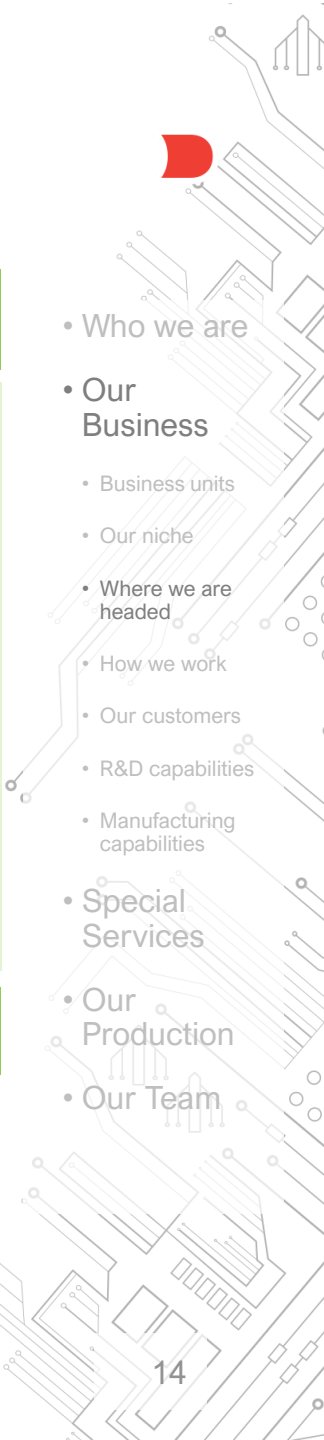 • Who we are
• Our
Business
• Business units
• Our niche
• Where we are
headed
• How we work
• Our customers
• R&D capabilities
• Manufacturing
capabilities
• Special
Services
• Our
Production
• Our Team
14